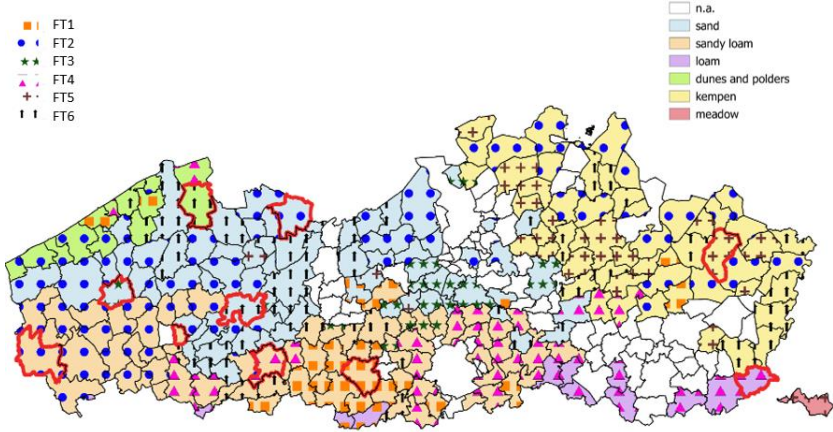 FT1
FT2
FT3
FT4
FT5
FT6
n.a.
sand
sandy loam
loam
dunes and polders
kempen
meadow